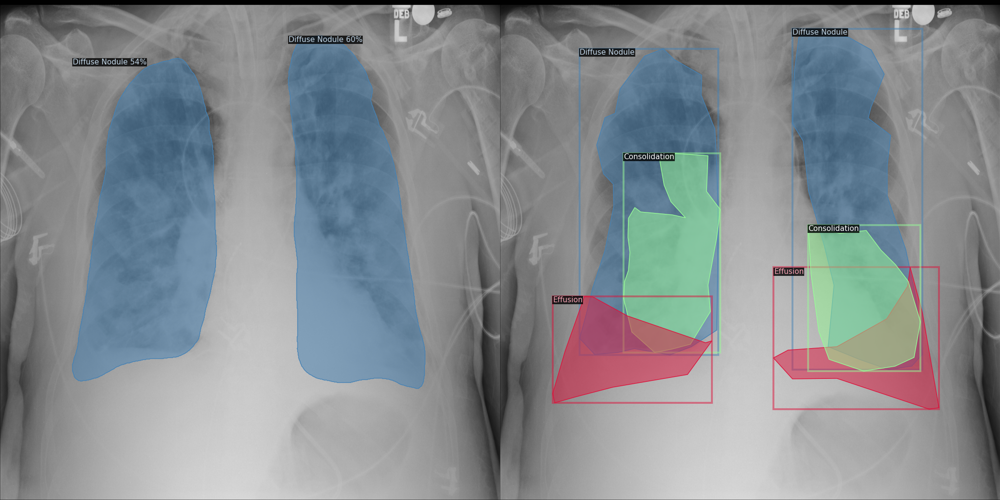 DEB
L
Diffuse Nodule 60%
Diffuse Nodule 54%
DEB
L
Diffuse Nodule
Diffuse Nodule
Consolidation
Consolidation
Effusion
Effusion